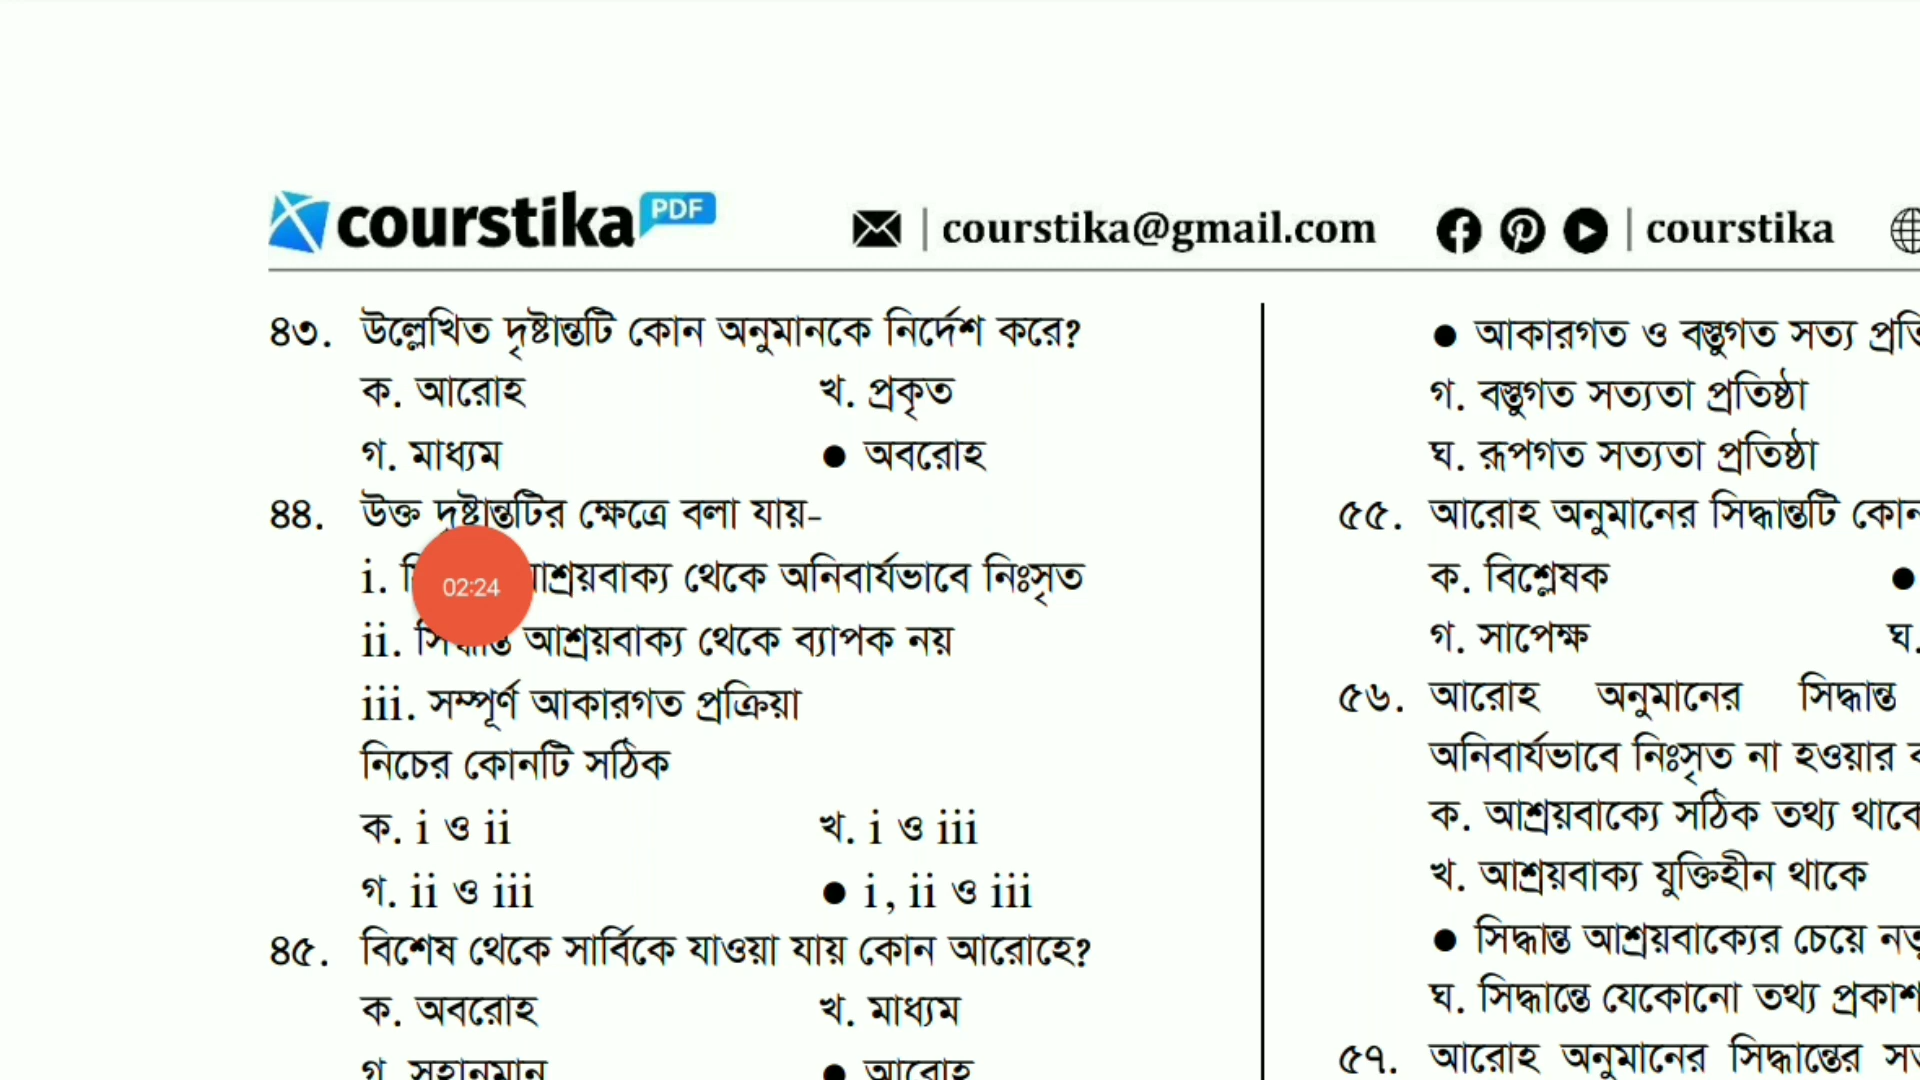 courstika PDF
| courstika@gmail.com
| courstika
৪৩. উল্লেখিত দৃষ্টান্তটি কোন অনুমানকে নির্দেশ করে?
ক. আরোহ খ. প্রকৃত
গ. মাধ্যম ● অবরোহ
৪৪. উক্ত দৃষ্টান্তটির ক্ষেত্রে বলা যায়-
i. থেকে অনিবার্যভাবে নিঃসৃত
02:24
ii. আশ্রয়বাক্য থেকে ব্যাপক নয়
iii. সম্পূর্ণ আকারগত প্রক্রিয়া
নিচের কোনটি সঠিক
ক. i ও ii খ. i ও iii
গ. ii ও iii ● i, ii ও iii
৪৫. বিশেষ থেকে সার্বিকে যাওয়া যায় কোন আরোহে?
ক. অবরোহ খ. মাধ্যম
গ. সহানুমান ● আরোহ
● আকারগত ও বস্তুগত সত্য
গ. বস্তুগত সত্যতা প্রতিষ্ঠা
ঘ. রূপগত সত্যতা প্রতিষ্ঠা
৫৫. আরোহ অনুমানের সিদ্ধান্তটি কোন
ক. বিশ্লেষক ●
গ. সাপেক্ষ ঘ.
৫৬. আরোহ অনুমানের সিদ্ধান্ত
অনিবার্যভাবে নিঃসৃত না হওয়ার
ক. আশ্রয়বাক্যে সঠিক তথ্য থাকে
খ. আশ্রয়বাক্য যুক্তিহীন থাকে
● সিদ্ধান্ত আশ্রয়বাক্যের চেয়ে
ঘ. সিদ্ধান্তে যেকোনো তথ্য
৫৭. আরোহ অনুমানের সিদ্ধান্তের